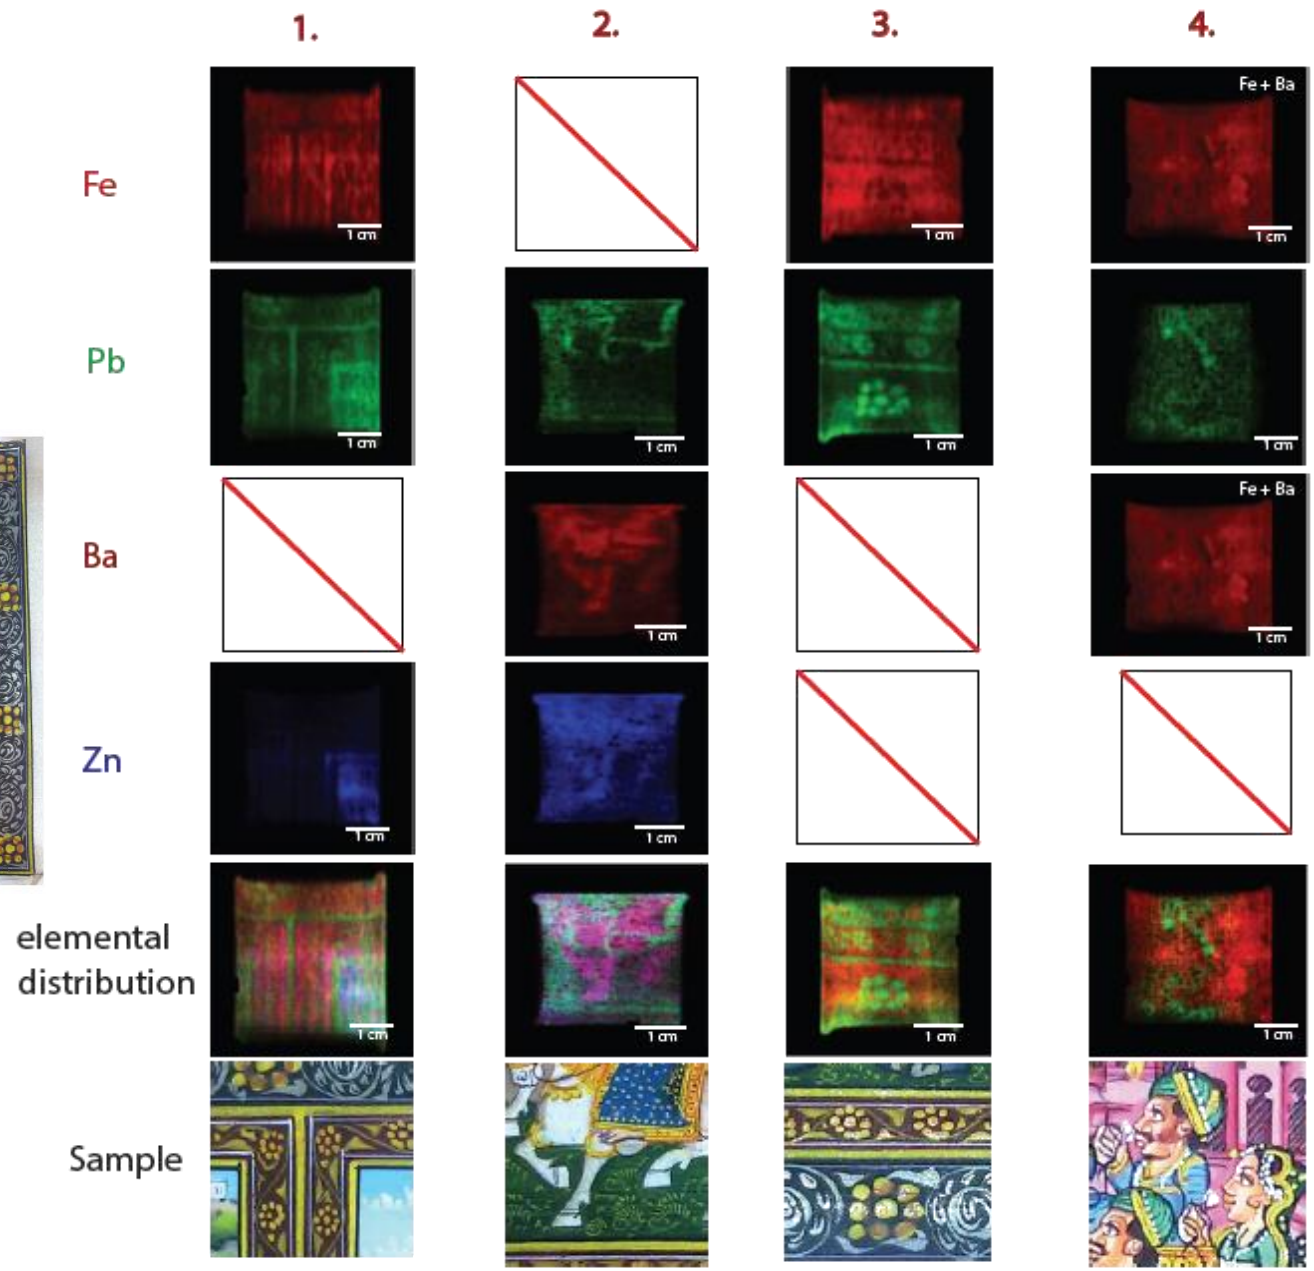 1.
2.
3.
4.
Fe
1 cm
1 cm
Fe + Ba
1 cm
Pb
1 cm
1 cm
1 cm
1 cm
Ba
1 cm
Fe + Ba
1 cm
Zn
1 cm
1 cm
elemental
distribution
1 cm
1 cm
1 cm
1 cm
Sample